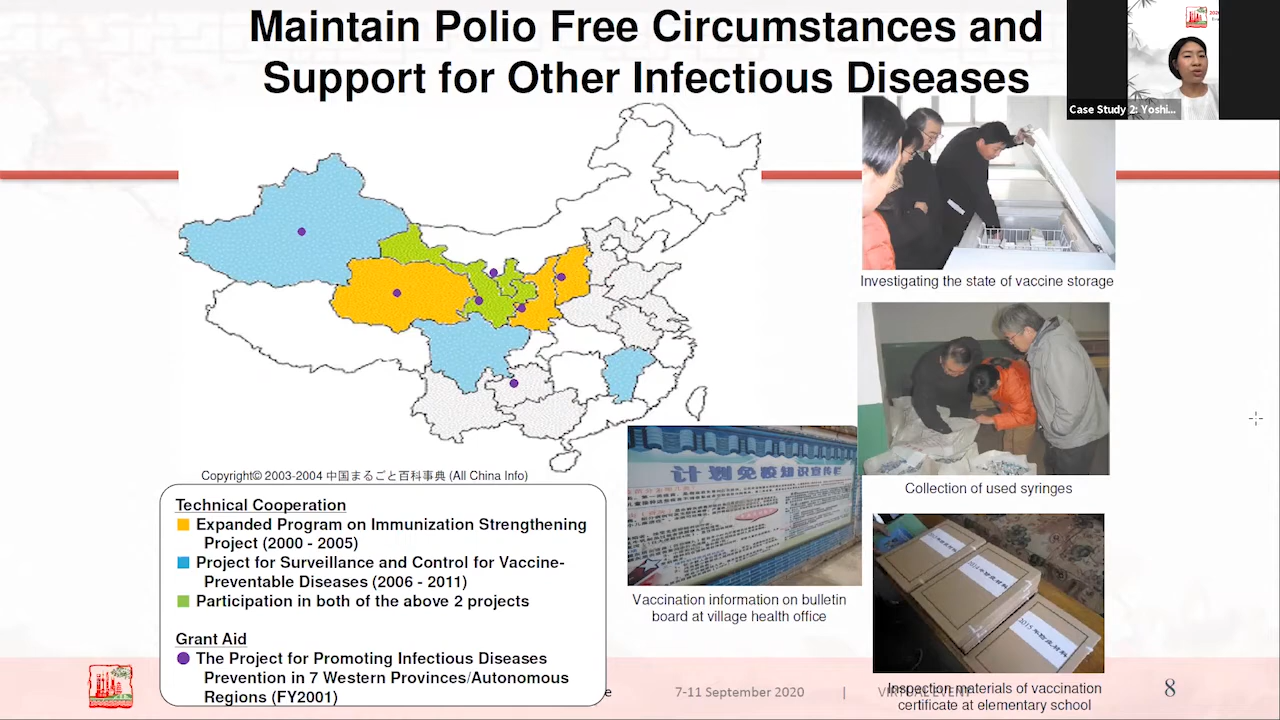 Maintain Polio Free Circumstances and
Support for Other Infectious Diseases
Case Study 2: Yoshi...
Investigating the state of vaccine storage
Collection of used syringes
计划免疫知识宣传栏
Vaccination information on bulletin
board at village health office
Inspection materials of vaccination
certificate at elementary school
Copyright© 2003-2004 中国まるごと百科事典 (All China Info)
Technical Cooperation
Expanded Program on Immunization Strengthening
Project (2000 - 2005)
Project for Surveillance and Control for Vaccine-
Preventable Diseases (2006 - 2011)
Participation in both of the above 2 projects
Grant Aid
The Project for Promoting Infectious Diseases
Prevention in 7 Western Provinces/Autonomous
Regions (FY2001)
7-11 September 2020 | VIRTUAL EVENT
8